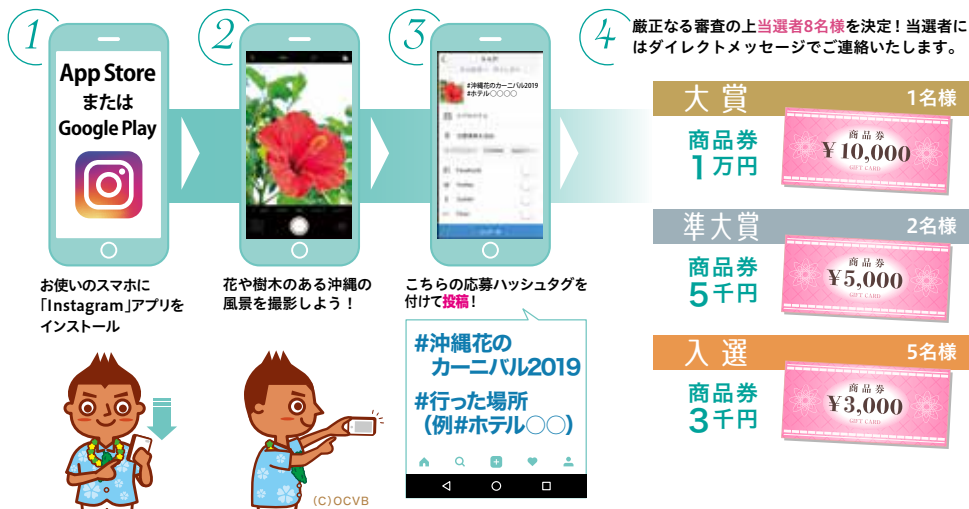 1
App Store
または
Google Play
お使いのスマホに
「Instagram」アプリを
インストール
2
花や樹木のある沖縄の
風景を撮影しよう！
3
#沖縄花のカーニバル2019
#ホテル○○○○
こちらの応募ハッシュタグを
付けて投稿！
#沖縄花の
カーニバル2019
#行った場所
(例#ホテル○○)
(C)OCVB
4
厳正なる審査の上当選者8名様を決定！当選者に
はダイレクトメッセージでご連絡いたします。
大賞 1名様
商品券
1万円
商品券
¥10,000
GIFT CARD
準大賞 2名様
商品券
5千円
商品券
¥5,000
GIFT CARD
入選 5名様
商品券
3千円
商品券
¥3,000
GIFT CARD